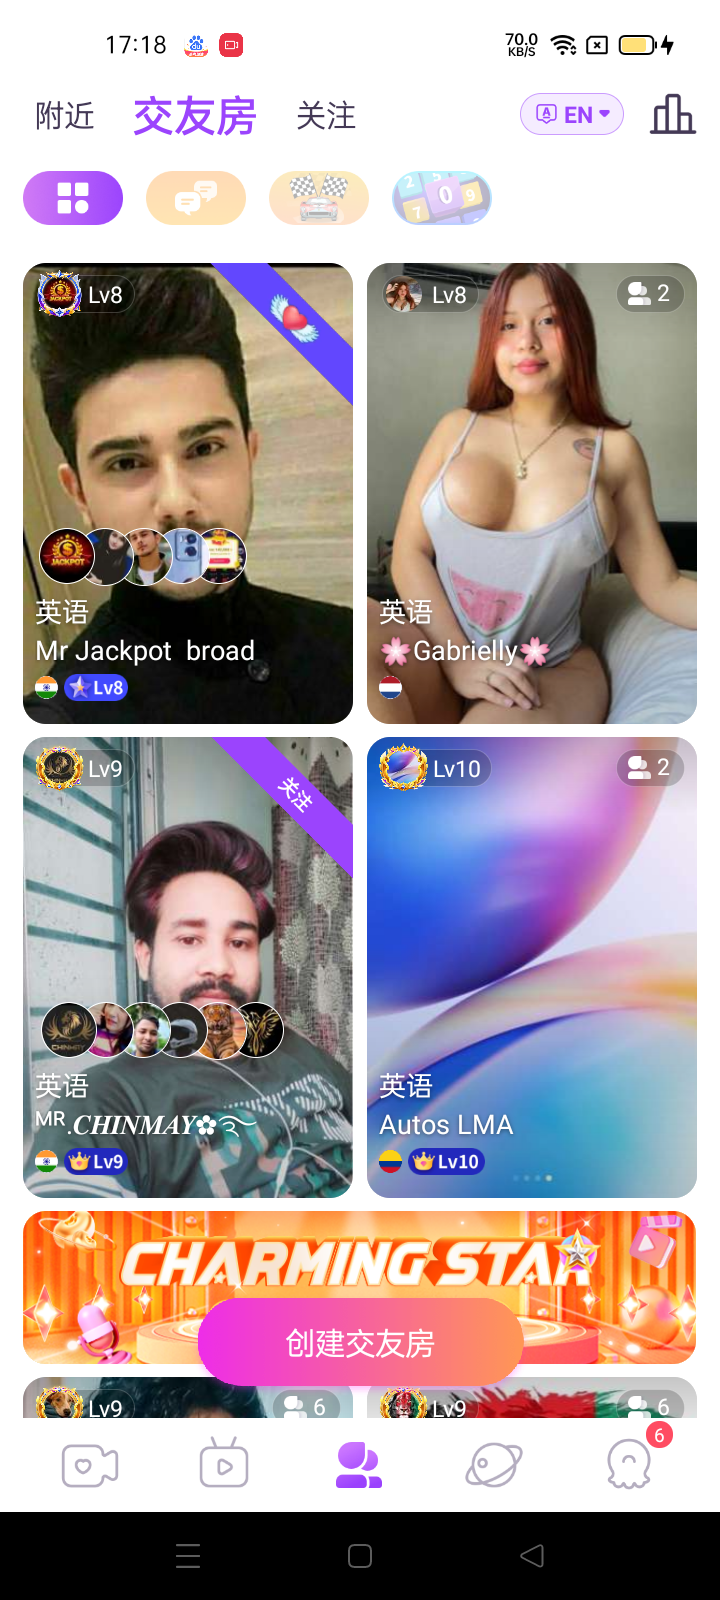 17:18
70.0
KB/S
附近 交友房 关注
EN
Lv8
英语
Mr Jackpot  broad
Lv8
Lv8
2
英语
🌸Gabrielly🌸
Lv9
关注
英语
ᴹᴿ.𝑪𝑯𝑰𝑵𝑴𝑨𝒀✿
Lv9
Lv10
2
英语
Autos LMA
Lv10
CHARMING STAR
创建交友房
Lv9
6
Lv9
6
6